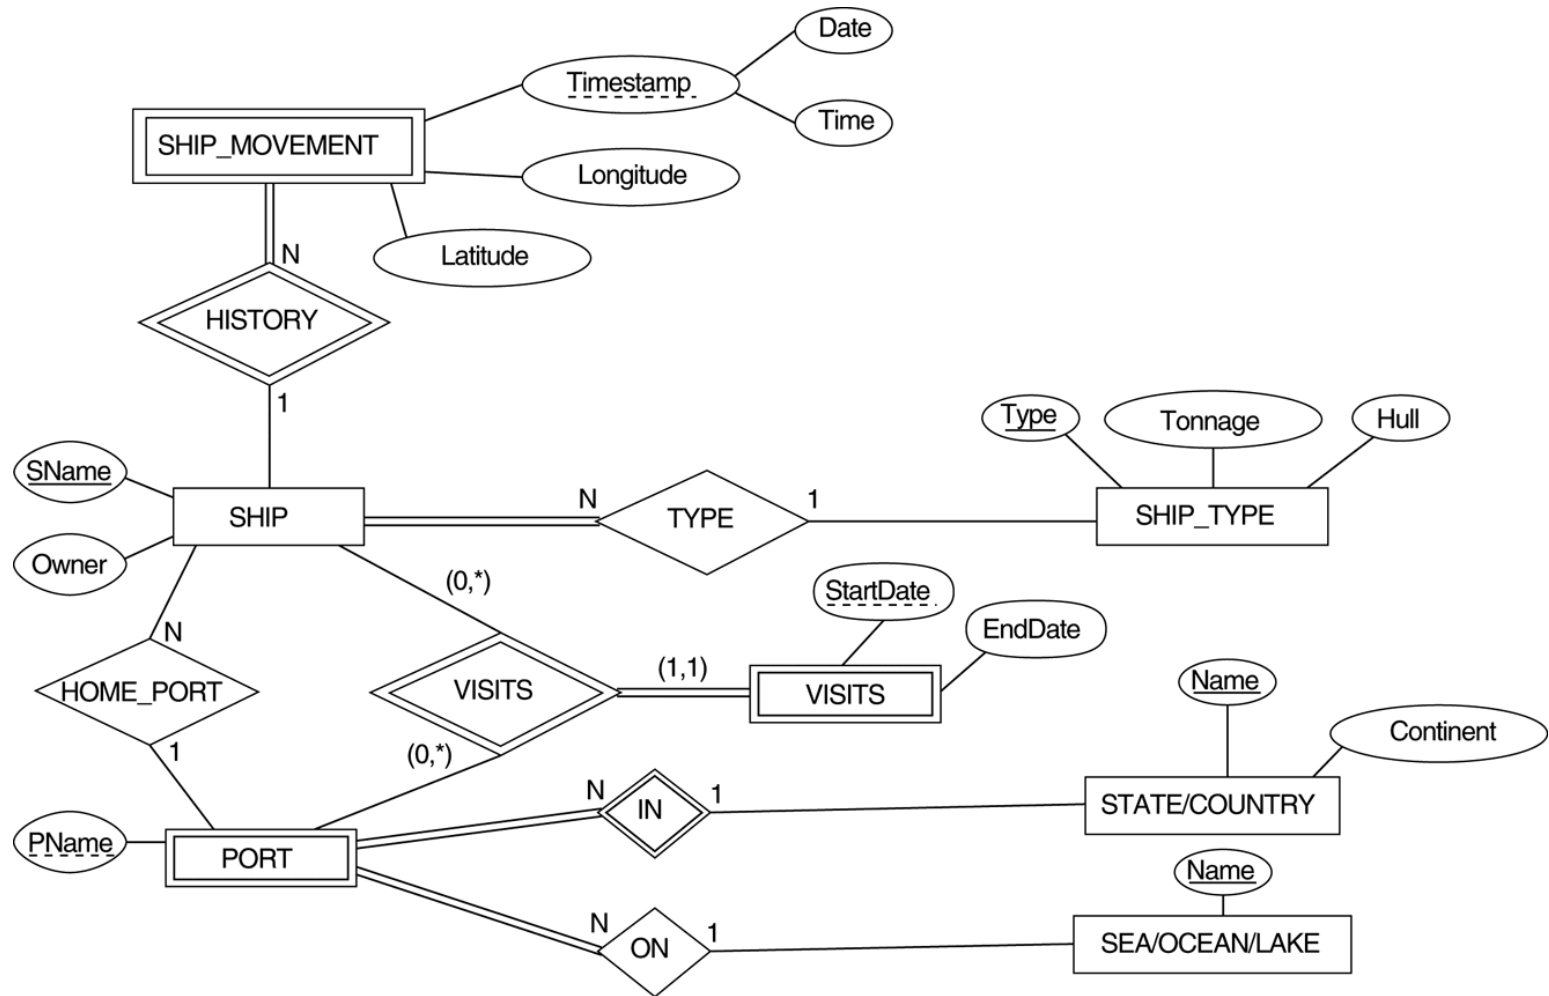 Date
Timestamp
Time
SHIP_MOVEMENT
Longitude
Latitude
N
HISTORY
1
Type
Tonnage
Hull
SName
SHIP
N
TYPE
1
SHIP_TYPE
Owner
(0,*)
StartDate
EndDate
N
HOME_PORT
1
VISITS
(1,1)
VISITS
(0,*)
Name
Continent
N
IN
1
STATE/COUNTRY
PName
PORT
Name
N
ON
1
SEA/OCEAN/LAKE